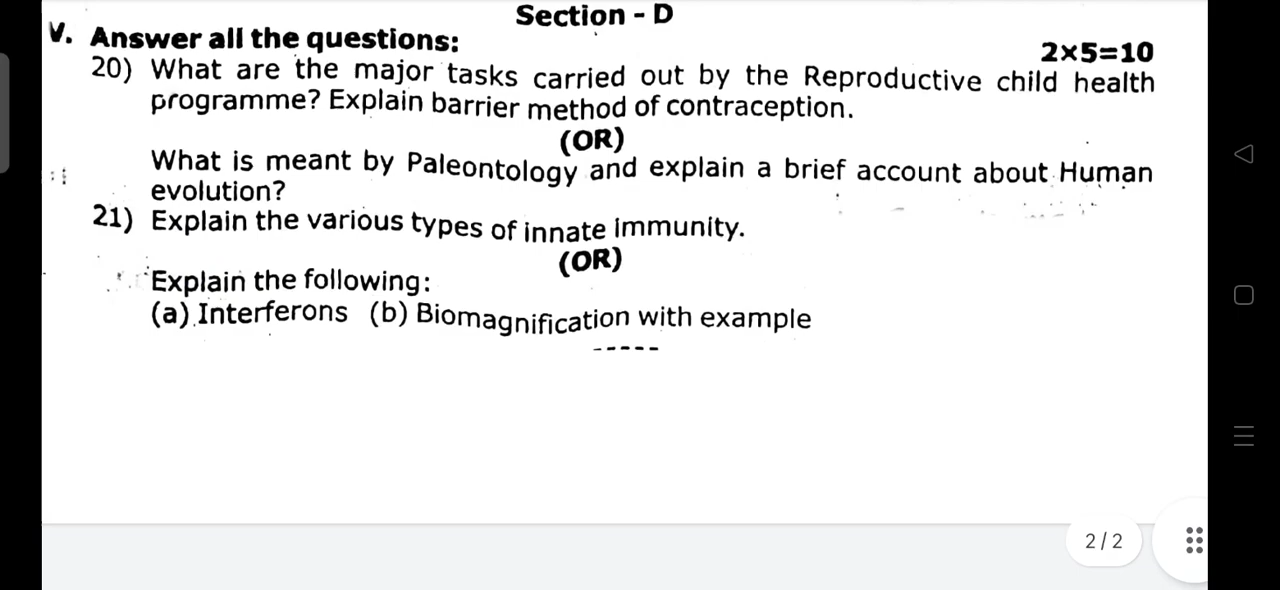 Section - D
V. Answer all the questions: 2×5=10
20) What are the major tasks carried out by the Reproductive child health
programme? Explain barrier method of contraception.
(OR)
What is meant by Paleontology and explain a brief account about Human
evolution?
21) Explain the various types of innate immunity.
(OR)
Explain the following:
(a) Interferons (b) Biomagnification with example
-----
2/2